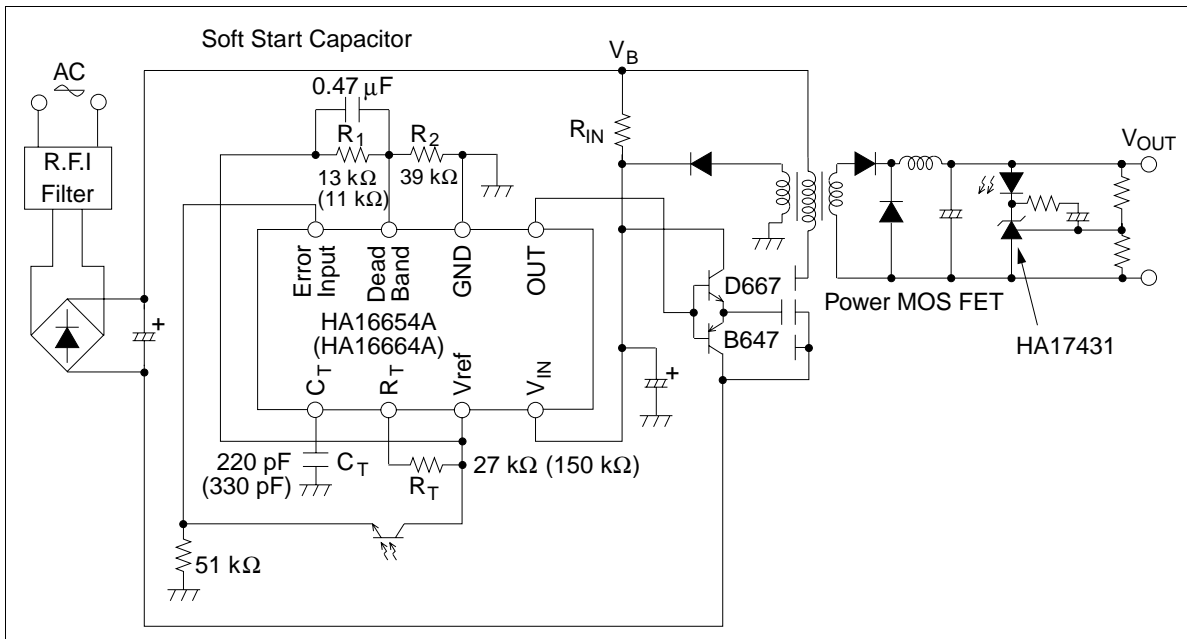 Soft Start Capacitor
AC
R.F.I
Filter
+
0.47 μF
R1
R2
13 kΩ
(11 kΩ)
39 kΩ
VB
RIN
VOUT
Error
Input
Dead
Band
GND
OUT
HA16654A
(HA16664A)
CT
RT
Vref
VIN
D667
B647
Power MOS FET
HA17431
+
220 pF
(330 pF)
CT
RT
27 kΩ (150 kΩ)
51 kΩ